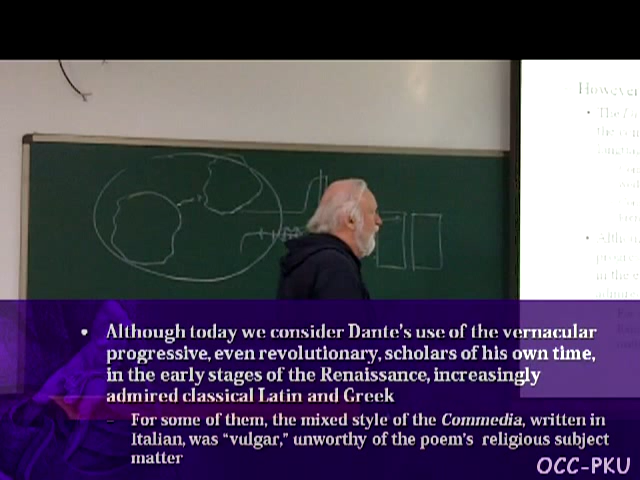 However
• Although today we consider Dante's use of the vernacular
progressive, even revolutionary, scholars of his own time,
in the early stages of the Renaissance, increasingly
admired classical Latin and Greek
– For some of them, the mixed style of the Commedia, written in
Italian, was "vulgar," unworthy of the poem's religious subject
matter
OCC-PKU